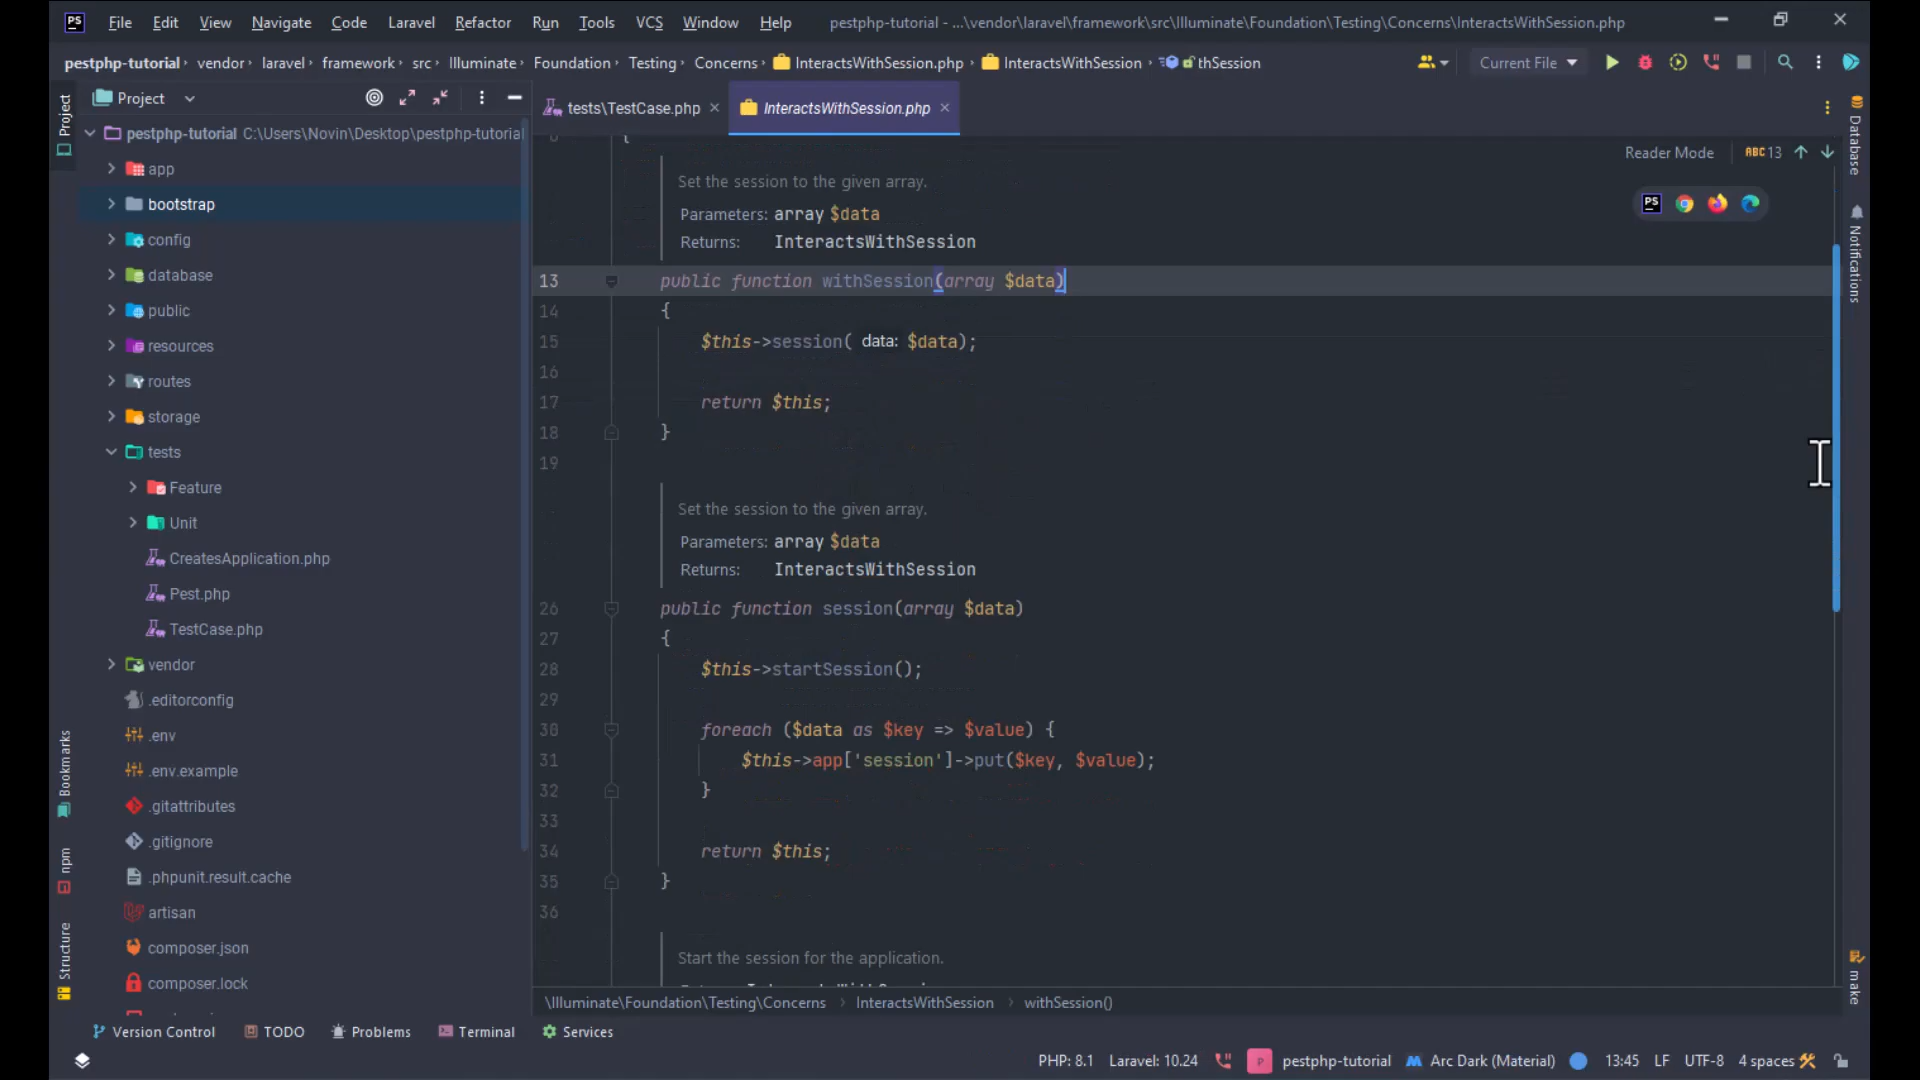 PS File Edit View Navigate Code Laravel Refactor Run Tools VCS Window Help pestphp-tutorial - ...\vendor\laravel\framework\src\Illuminate\Foundation\Testing\Concerns\InteractsWithSession.php
pestphp-tutorial vendor laravel framework src Illuminate Foundation Testing Concerns InteractsWithSession.php InteractsWithSession thSession Current File
Project
Project
tests\TestCase.php
InteractsWithSession.php
pestphp-tutorial C:\Users\Novin\Desktop\pestphp-tutorial
app
bootstrap
config
database
public
resources
routes
storage
tests
Feature
Unit
CreatesApplication.php
Pest.php
TestCase.php
vendor
.editorconfig
.env
.env.example
.gitattributes
.gitignore
.phpunit.result.cache
artisan
composer.json
composer.lock
Bookmarks
npm
Structure
{
Reader Mode ABC 13
PS
Set the session to the given array.
Parameters: array $data
Returns: InteractsWithSession
13 public function withSession(array $data)
14 {
15 $this->session( data: $data);
16
17 return $this;
18 }
19
Set the session to the given array.
Parameters: array $data
Returns: InteractsWithSession
26 public function session(array $data)
27 {
28 $this->startSession();
29
30 foreach ($data as $key => $value) {
31 $this->app['session']->put($key, $value);
32 }
33
34 return $this;
35 }
36
Start the session for the application.
Database
Notifications
make
\Illuminate\Foundation\Testing\Concerns InteractsWithSession withSession()
Version Control TODO Problems Terminal Services
PHP: 8.1 Laravel: 10.24 P pestphp-tutorial Arc Dark (Material) 13:45 LF UTF-8 4 spaces